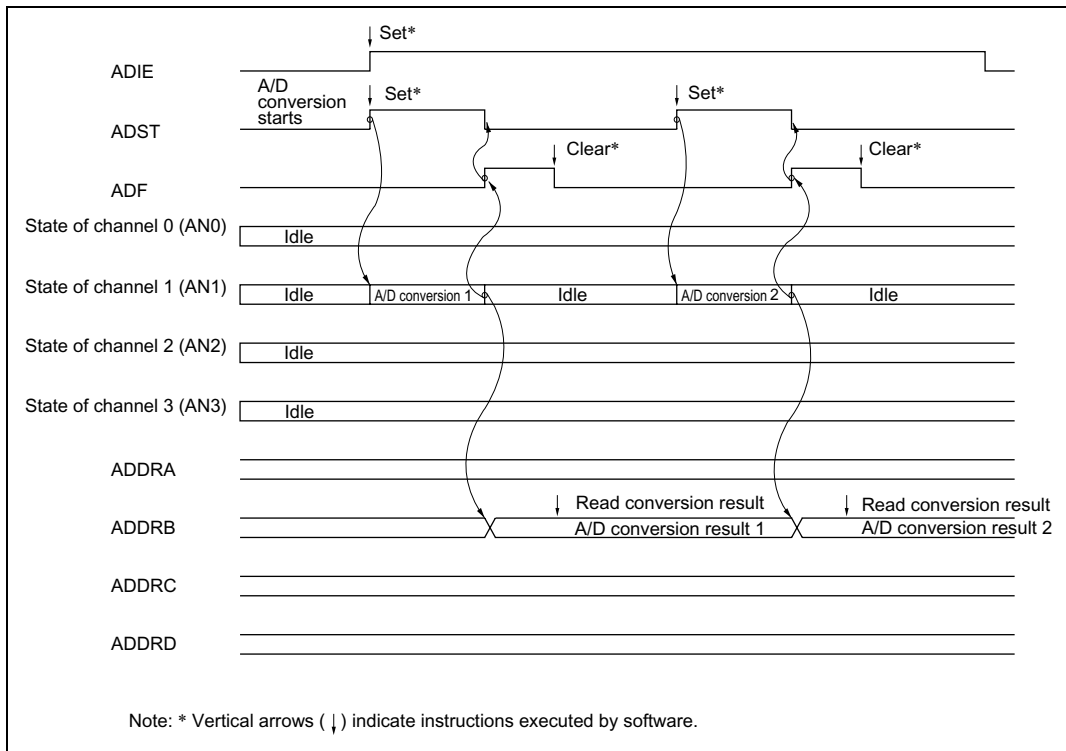 Set*
ADIE
A/D
conversion
starts
Set*
Set*
ADST
Clear*
Clear*
ADF
State of channel 0 (AN0)
Idle
State of channel 1 (AN1)
Idle
A/D conversion 1
Idle
A/D conversion 2
Idle
State of channel 2 (AN2)
Idle
State of channel 3 (AN3)
Idle
ADDRA
Read conversion result
Read conversion result
ADDRB
A/D conversion result 1
A/D conversion result 2
ADDRC
ADDRD
Note: * Vertical arrows (↓) indicate instructions executed by software.